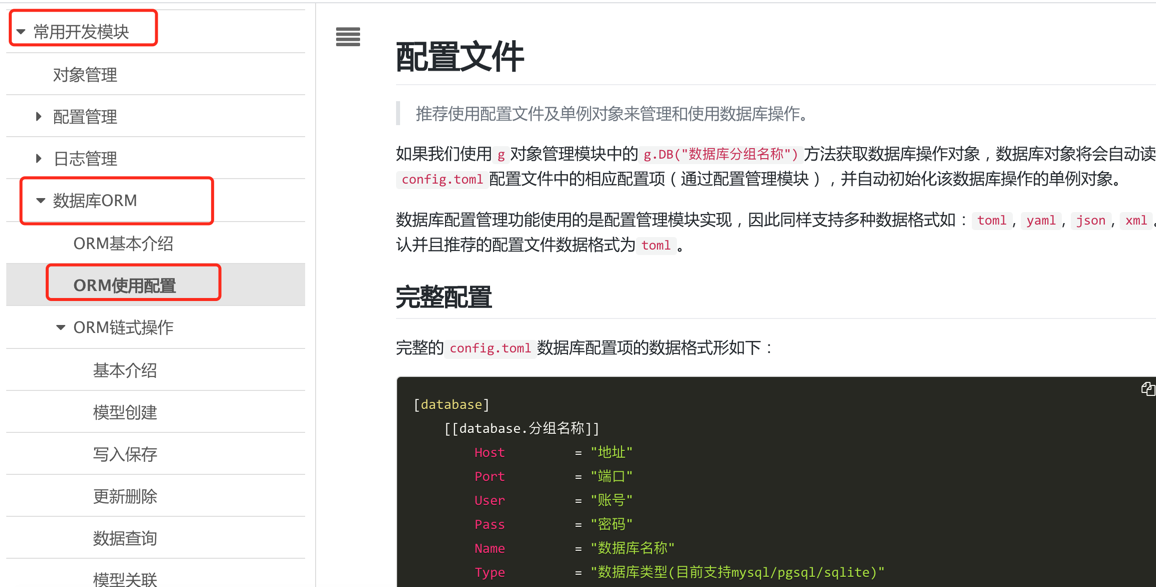 常用开发模块
对象管理
配置管理
日志管理
数据库ORM
ORM基本介绍
ORM使用配置
ORM链式操作
基本介绍
模型创建
写入保存
更新删除
数据查询
模型关联
配置文件
推荐使用配置文件及单例对象来管理和使用数据库操作。
如果我们使用 g 对象管理模块中的 g.DB("数据库分组名称") 方法获取数据库操作对象，数据库对象将会自动读
config.toml 配置文件中的相应配置项（通过配置管理模块），并自动初始化该数据库操作的单例对象。
数据库配置管理功能使用的是配置管理模块实现，因此同样支持多种数据格式如： toml , yaml , json , xml 。
认并且推荐的配置文件数据格式为 toml 。
完整配置
完整的 config.toml 数据库配置项的数据格式形如下：
[database]
[[database.分组名称]]
Host = "地址"
Port = "端口"
User = "账号"
Pass = "密码"
Name = "数据库名称"
Type = "数据库类型(目前支持mysql/pgsql/sqlite)"